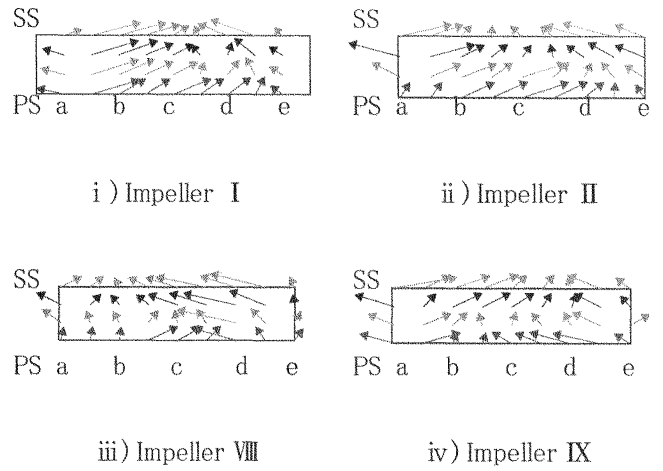 SS
PS a b c d e
i ) Impeller Ⅰ
SS
PS a b c d e
ii ) Impeller Ⅱ
SS
PS a b c d e
iii) Impeller Ⅷ
SS
PS a b c d e
iv) Impeller Ⅸ